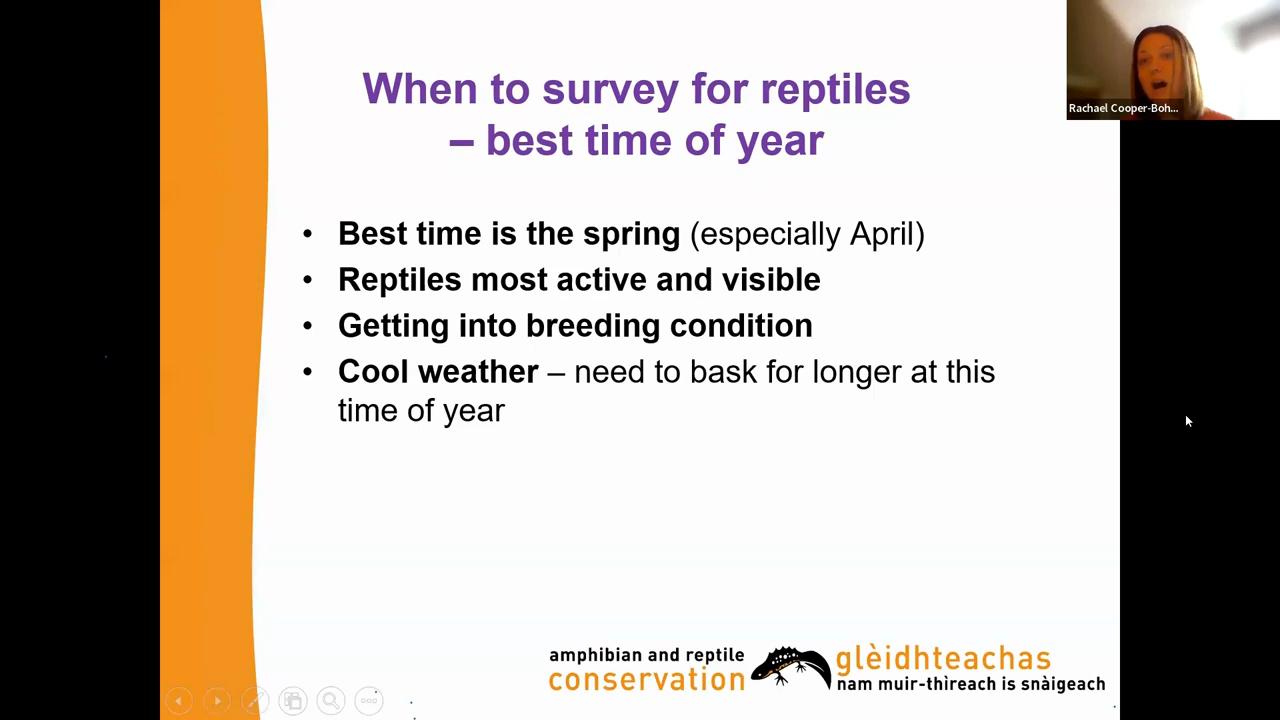 When to survey for reptiles
– best time of year
Rachael Cooper-Boh...
• Best time is the spring (especially April)
• Reptiles most active and visible
• Getting into breeding condition
• Cool weather – need to bask for longer at this
time of year
amphibian and reptile
conservation
glèidhteachas
nam muir-thìreach is snàigeach